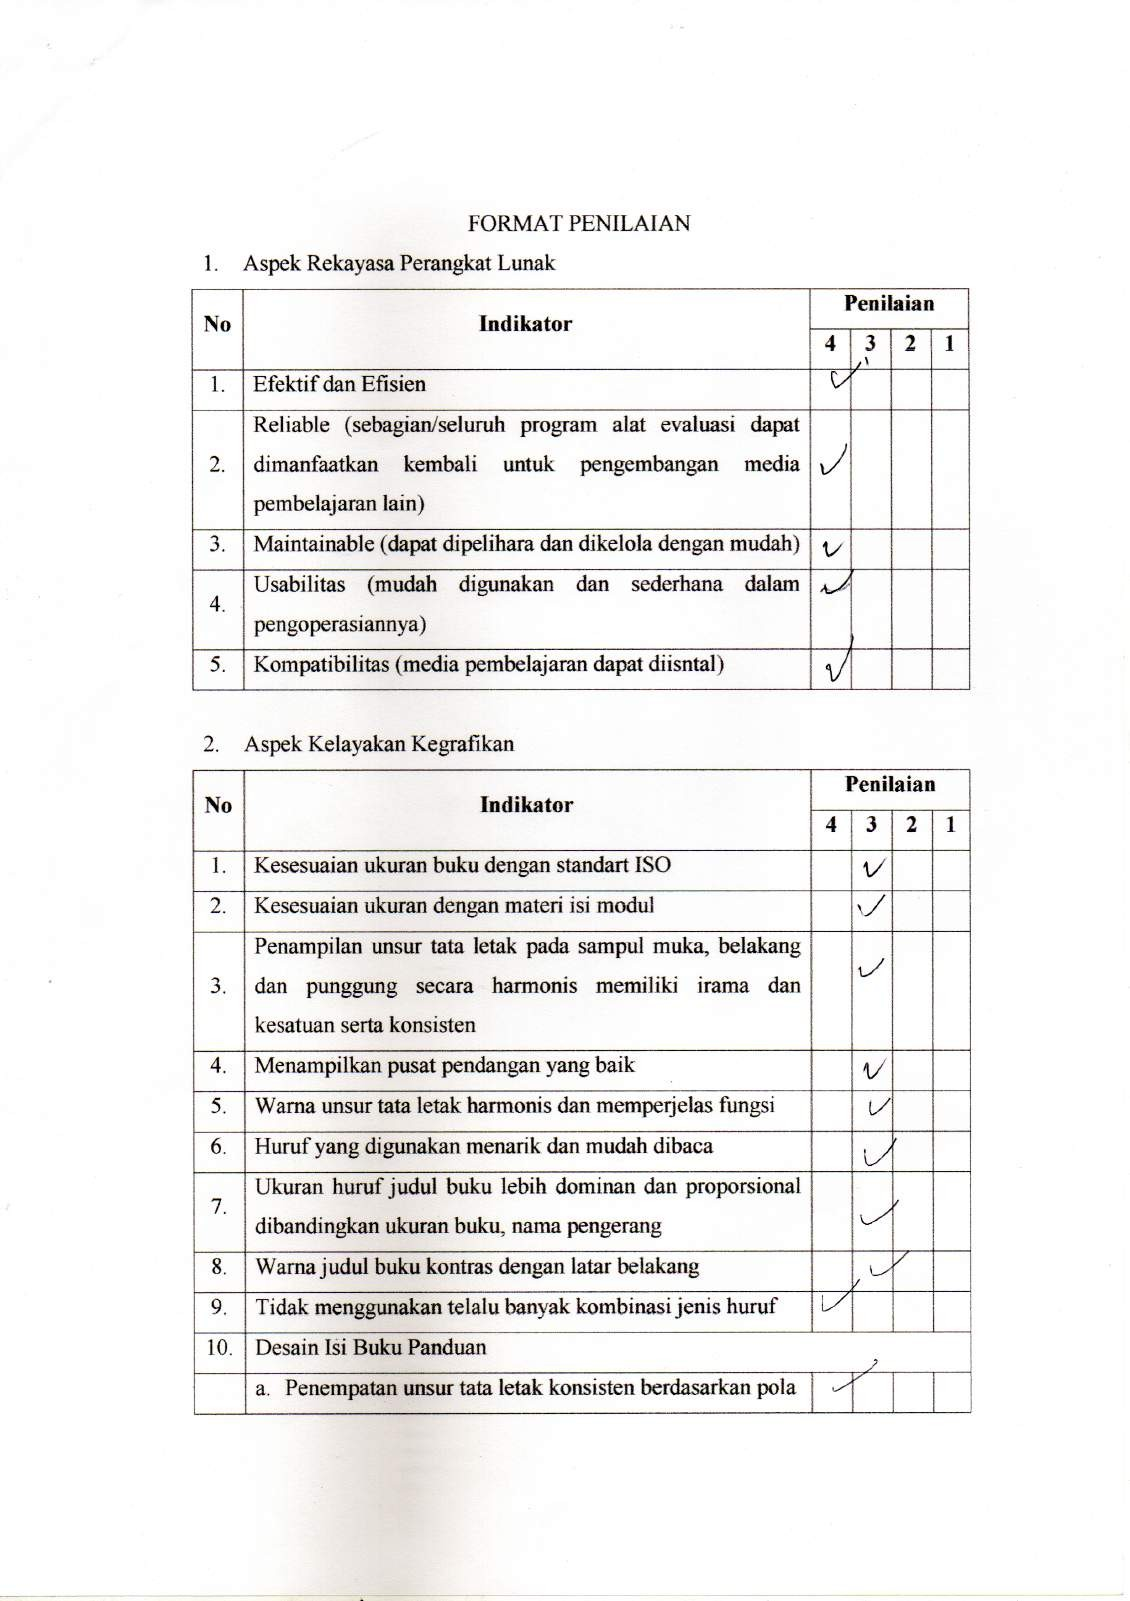 FORMAT PENILAIAN
1. Aspek Rekayasa Perangkat Lunak
No Indikator Penilaian
4 3 2 1
1. Efektif dan Efisien ✓
Reliable (sebagian/seluruh program alat evaluasi dapat
2. dimanfaatkan kembali untuk pengembangan media ✓
pembelajaran lain)
3. Maintainable (dapat dipelihara dan dikelola dengan mudah) ✓
4. Usabilitas (mudah digunakan dan sederhana dalam ✓
pengoperasiannya)
5. Kompatibilitas (media pembelajaran dapat diisntal) ✓
2. Aspek Kelayakan Kegrafikan
No Indikator Penilaian
4 3 2 1
1. Kesesuaian ukuran buku dengan standart ISO ✓
2. Kesesuaian ukuran dengan materi isi modul ✓
Penampilan unsur tata letak pada sampul muka, belakang
3. dan punggung secara harmonis memiliki irama dan ✓
kesatuan serta konsisten
4. Menampilkan pusat pendangan yang baik ✓
5. Warna unsur tata letak harmonis dan memperjelas fungsi ✓
6. Huruf yang digunakan menarik dan mudah dibaca ✓
7. Ukuran huruf judul buku lebih dominan dan proporsional ✓
dibandingkan ukuran buku, nama pengerang
8. Warna judul buku kontras dengan latar belakang ✓
9. Tidak menggunakan telalu banyak kombinasi jenis huruf ✓
10. Desain Isi Buku Panduan
a. Penempatan unsur tata letak konsisten berdasarkan pola ✓